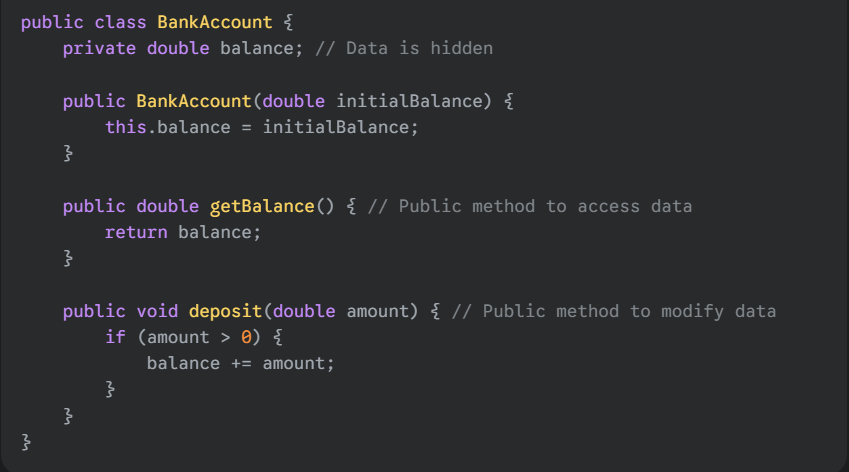 public class BankAccount {
    private double balance; // Data is hidden

    public BankAccount(double initialBalance) {
        this.balance = initialBalance;
    }

    public double getBalance() { // Public method to access data
        return balance;
    }

    public void deposit(double amount) { // Public method to modify data
        if (amount > 0) {
            balance += amount;
        }
    }
}